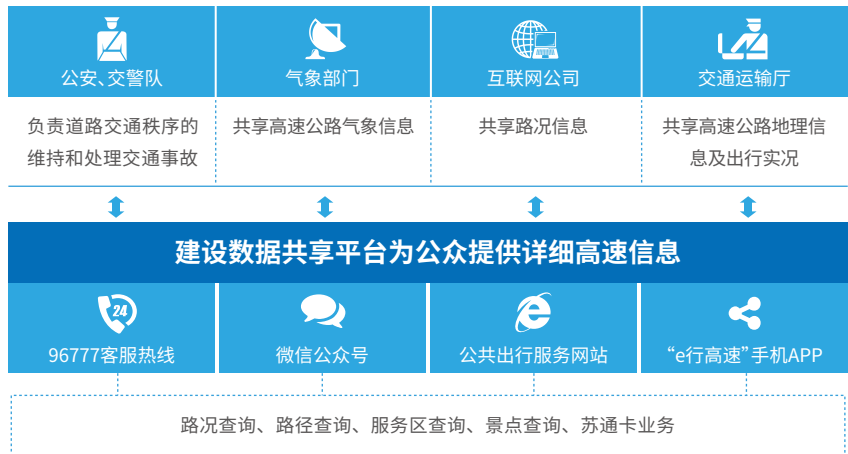 公安、交警队
气象部门
互联网公司
交通运输厅
负责道路交通秩序的
维持和处理交通事故
共享高速公路气象信息
共享路况信息
共享高速公路地理信
息及出行实况
建设数据共享平台为公众提供详细高速信息
24
96777客服热线
微信公众号
公共出行服务网站
“e行高速”手机APP
路况查询、路径查询、服务区查询、景点查询、苏通卡业务